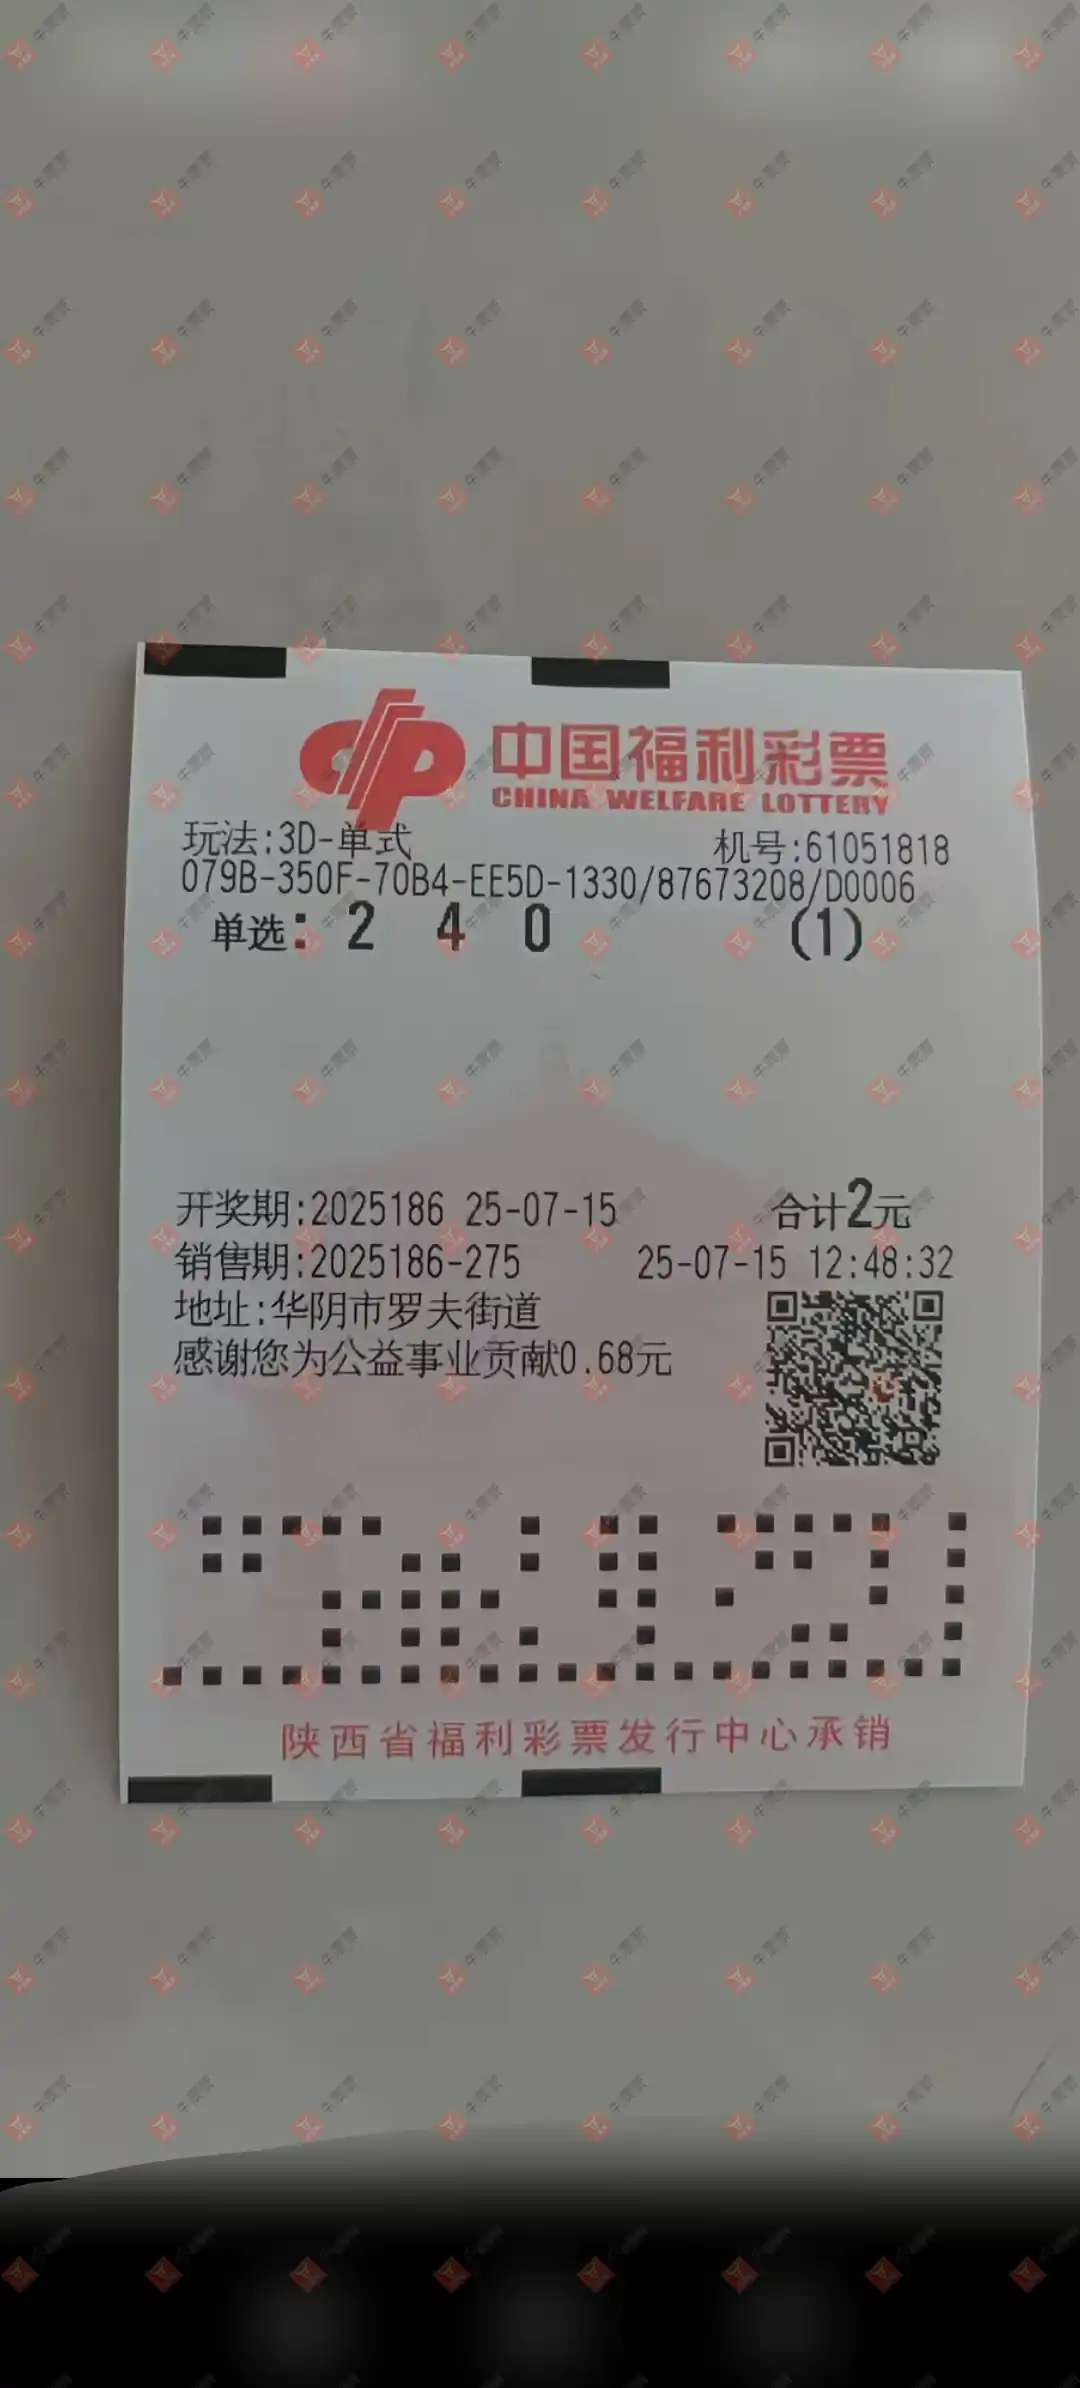 中国福利彩票
CHINA WELFARE LOTTERY
玩法:3D-单式 机号:61051818
079B-350F-70B4-EE5D-1330/87673208/D0006
单选: 2 4 0 (1)
开奖期:2025186 25-07-15 合计2元
销售期:2025186-275 25-07-15 12:48:32
地址:华阴市罗夫街道
感谢您为公益事业贡献0.68元
陕西省福利彩票发行中心承销